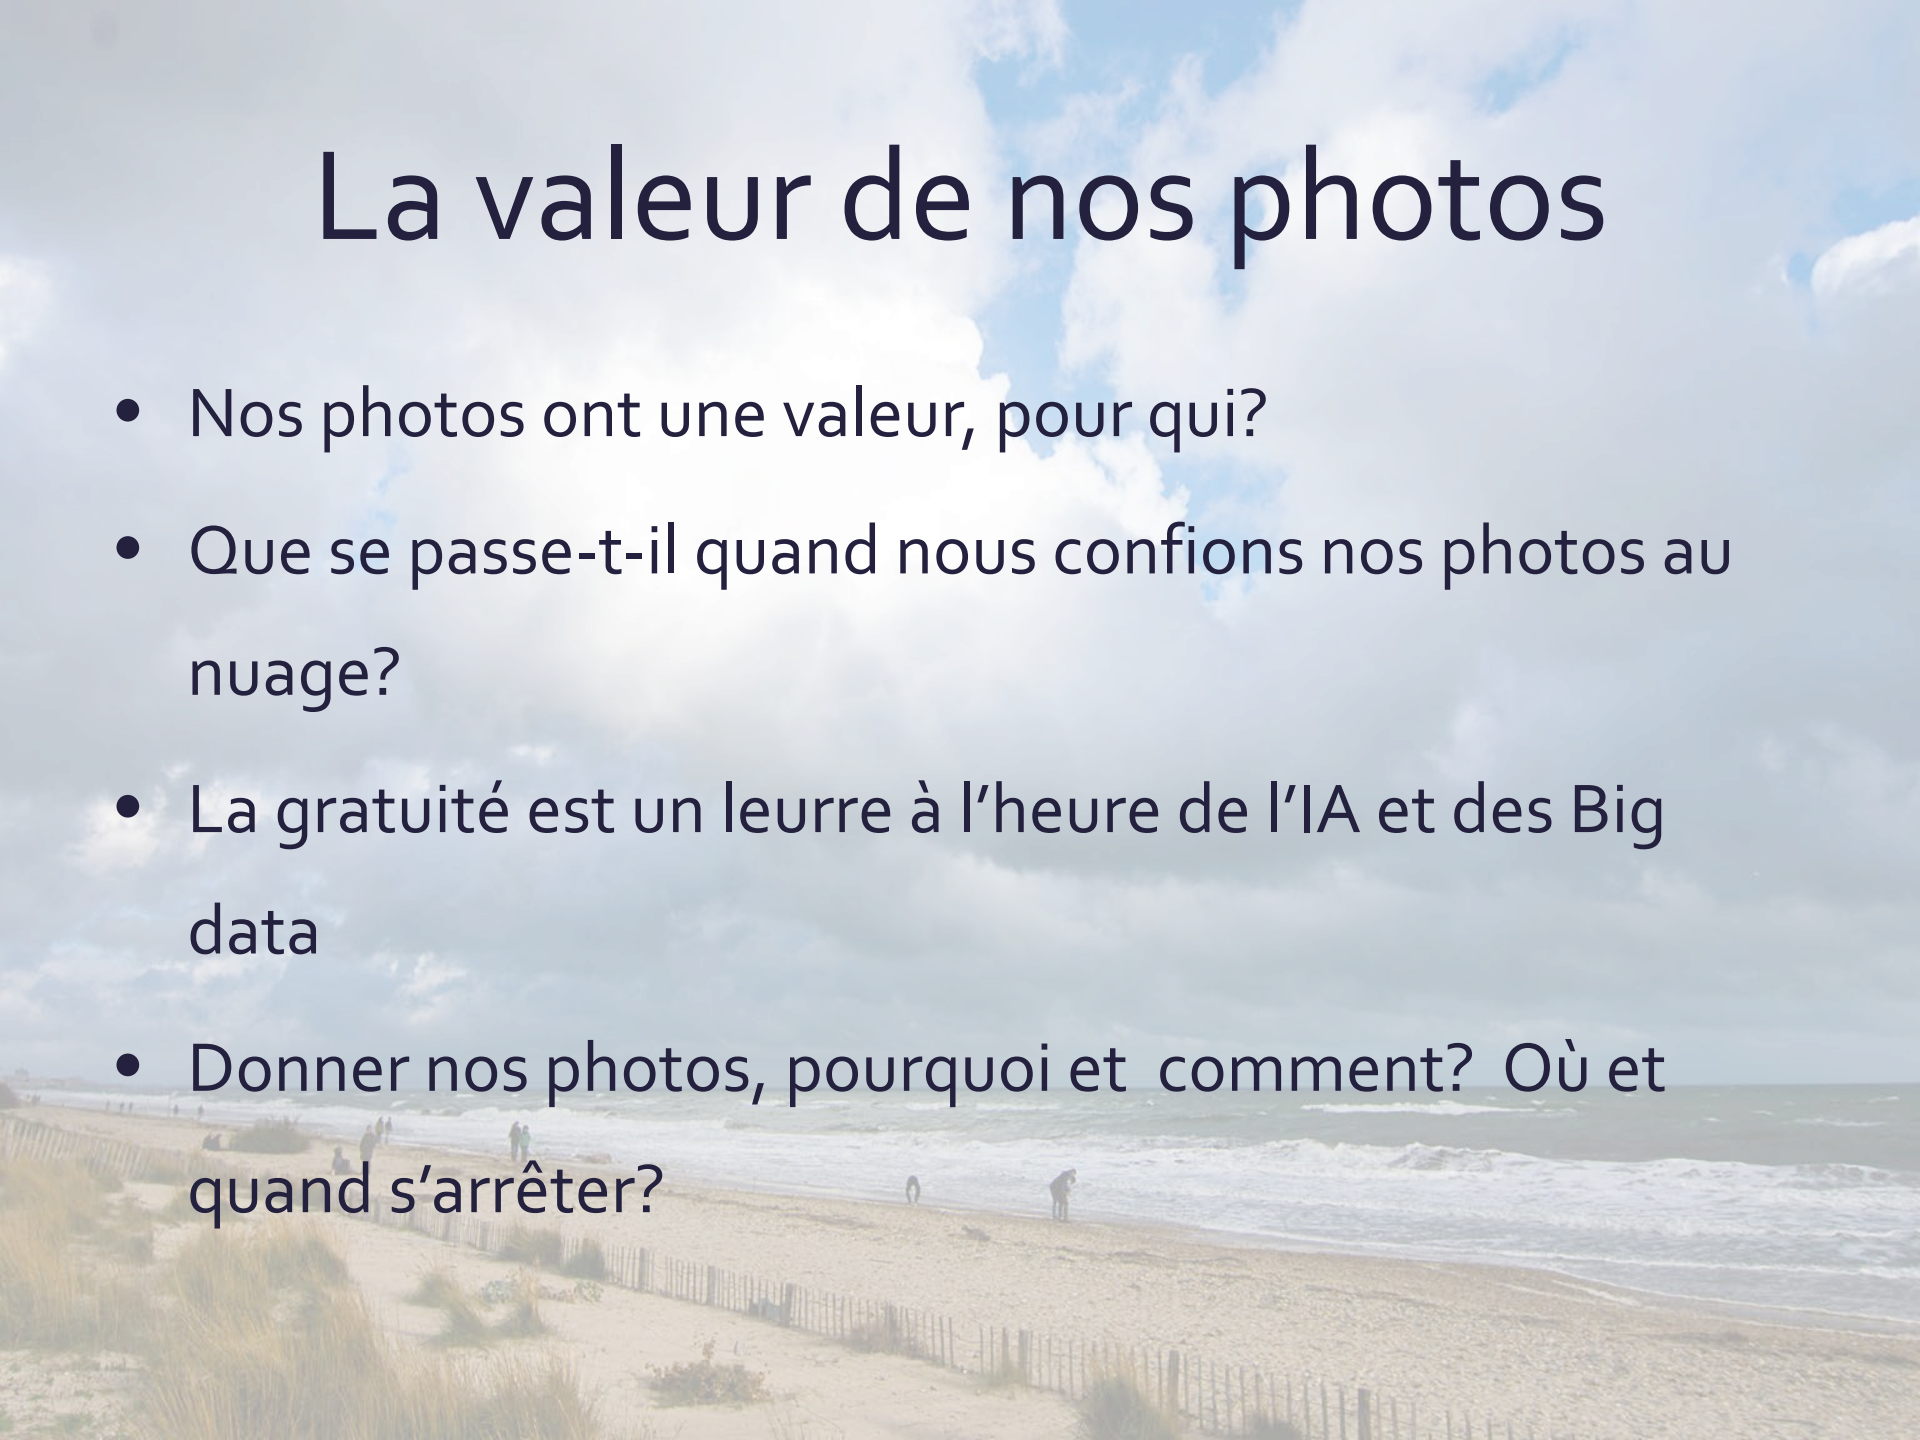 La valeur de nos photos
• Nos photos ont une valeur, pour qui?
• Que se passe-t-il quand nous confions nos photos au
nuage?
• La gratuité est un leurre à l’heure de l’IA et des Big
data
• Donner nos photos, pourquoi et  comment?  Où et
quand s’arrêter?